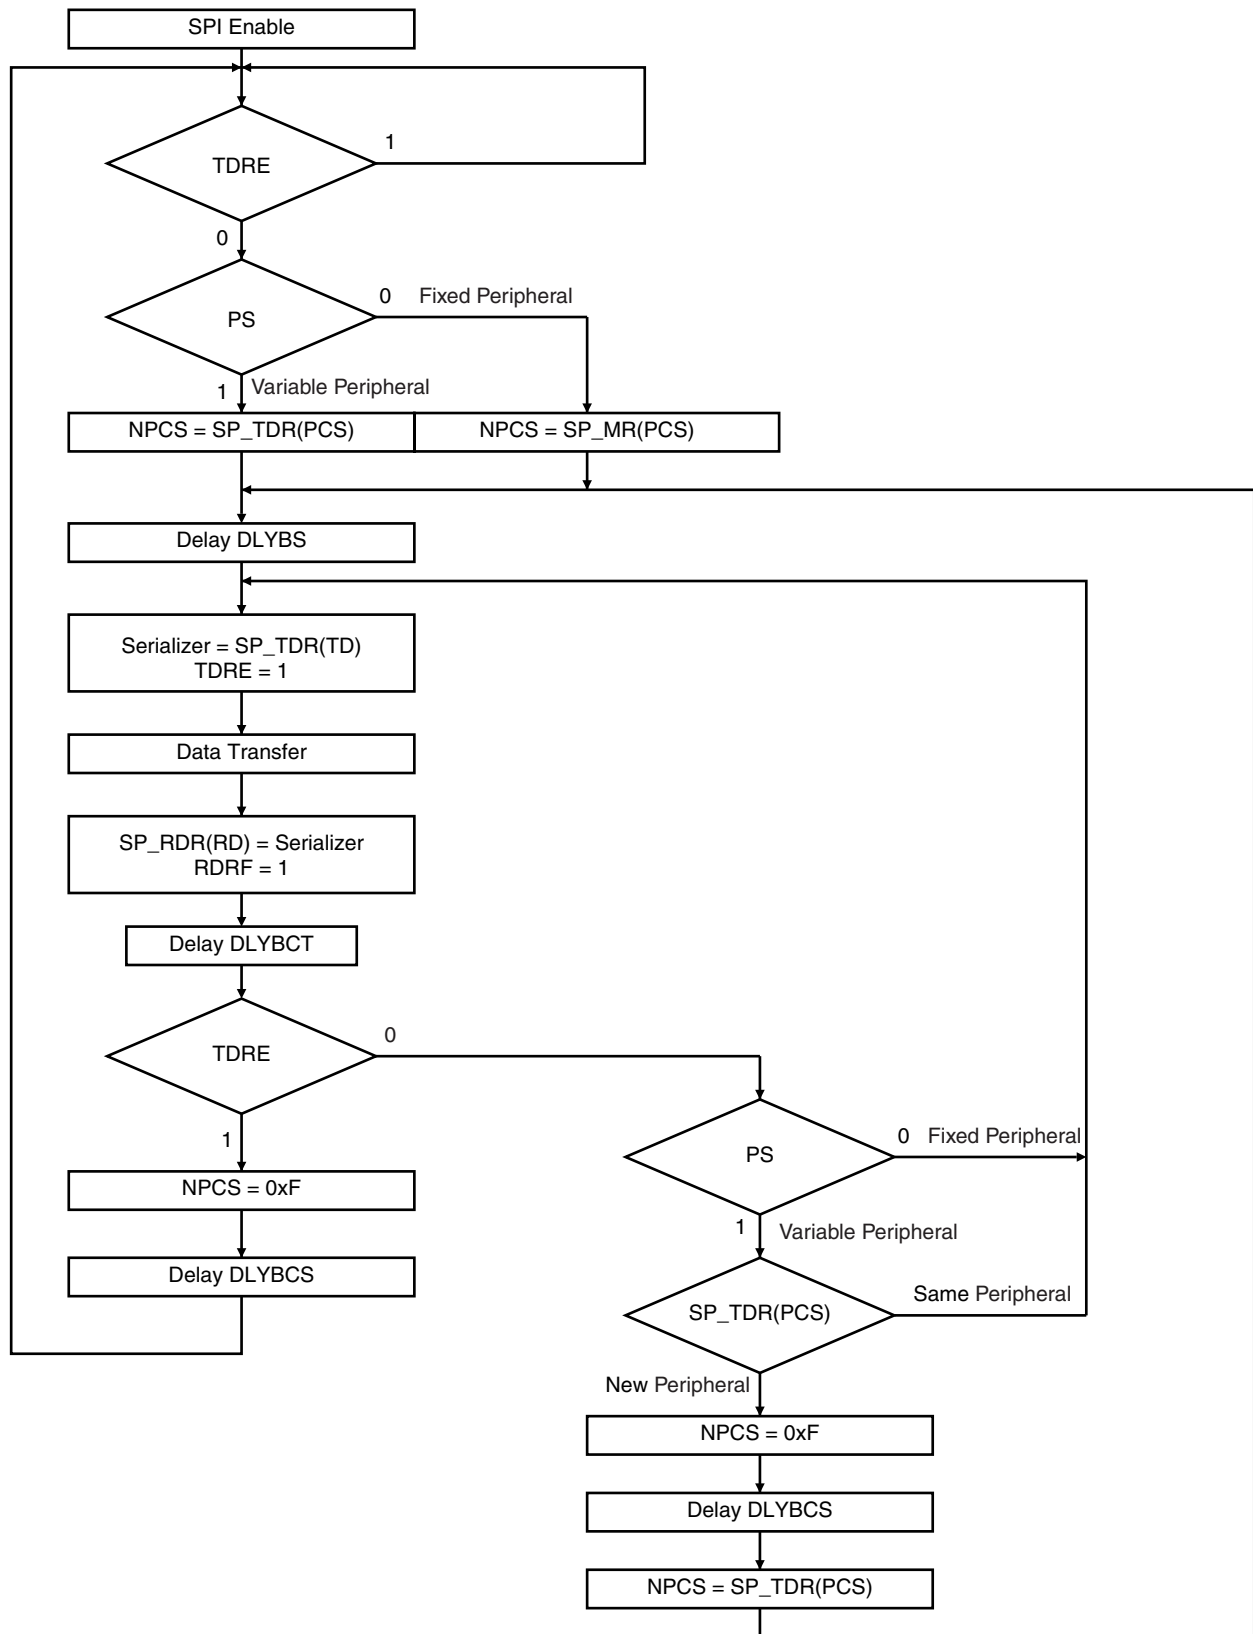 SPI Enable
1
TDRE
0
0 Fixed Peripheral
PS
1 Variable Peripheral
NPCS = SP_TDR(PCS)
NPCS = SP_MR(PCS)
Delay DLYBS
Serializer = SP_TDR(TD)
TDRE = 1
Data Transfer
SP_RDR(RD) = Serializer
RDRF = 1
Delay DLYBCT
0
TDRE
1
NPCS = 0xF
Delay DLYBCS
0 Fixed Peripheral
PS
1 Variable Peripheral
Same Peripheral
SP_TDR(PCS)
New Peripheral
NPCS = 0xF
Delay DLYBCS
NPCS = SP_TDR(PCS)